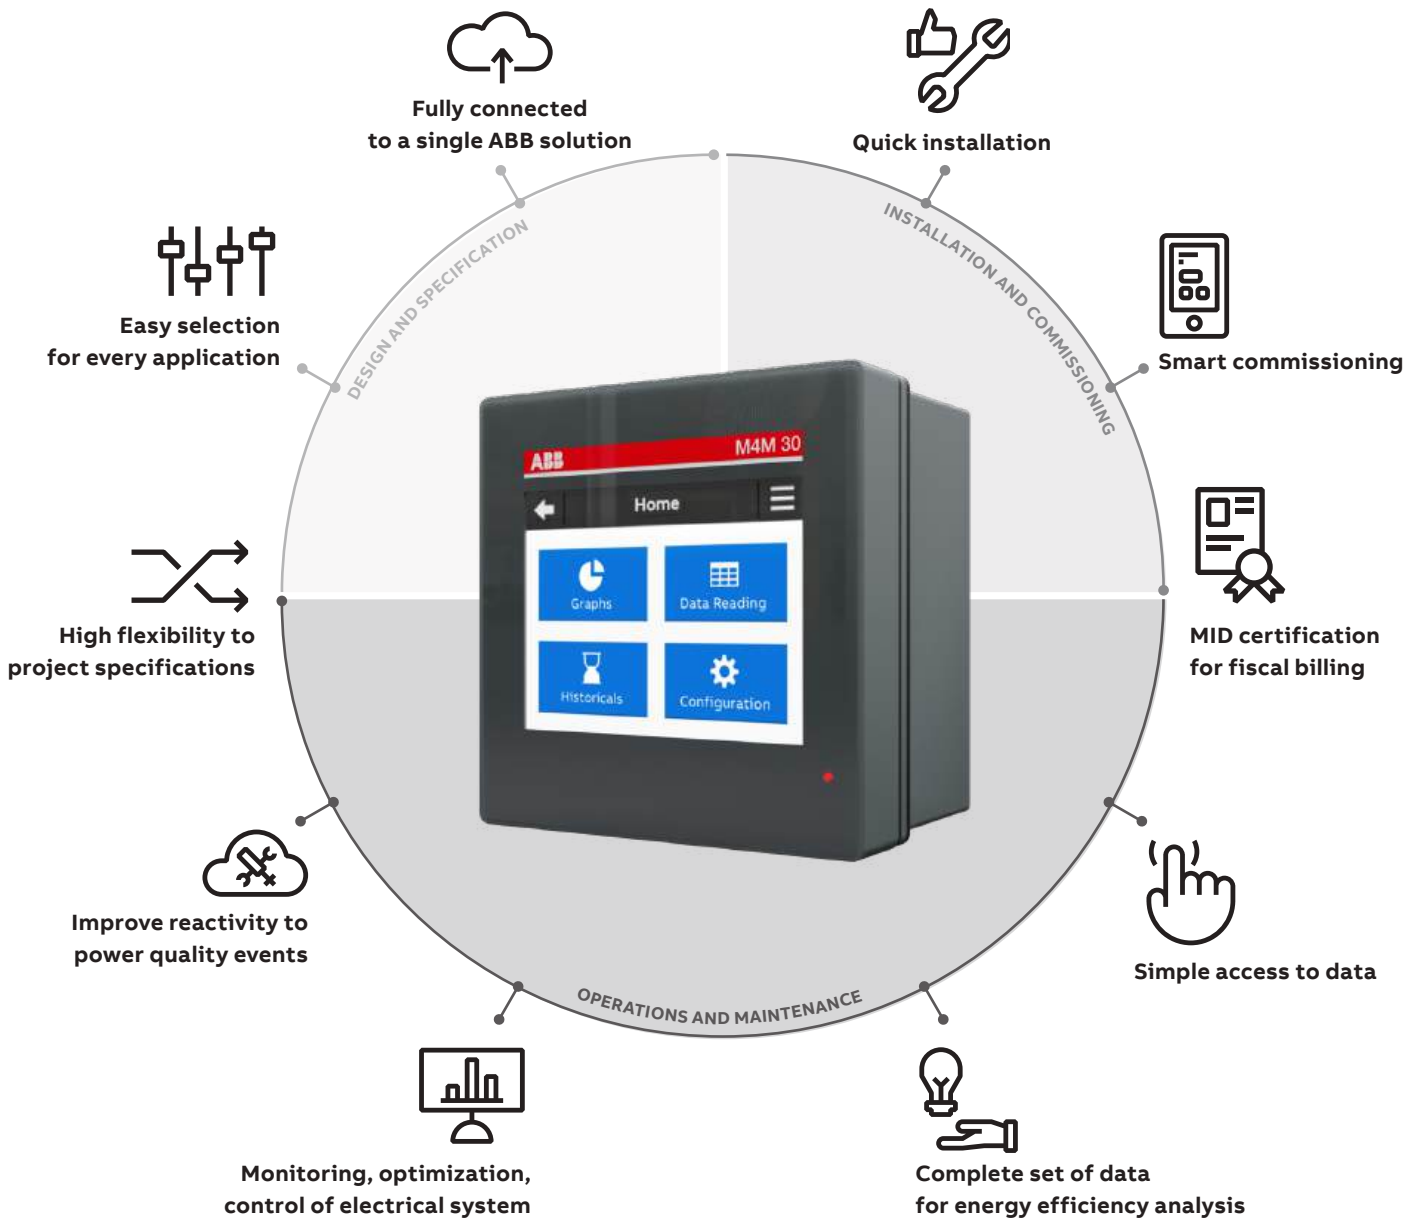 Fully connected
to a single ABB solution
Quick installation
DESIGN AND SPECIFICATION
INSTALLATION AND COMMISSIONING
Easy selection
for every application
Smart commissioning
ABB
M4M 30
Home
Graphs
Data Reading
Historicals
Configuration
High flexibility to
project specifications
MID certification
for fiscal billing
Improve reactivity to
power quality events
Simple access to data
OPERATIONS AND MAINTENANCE
Monitoring, optimization,
control of electrical system
Complete set of data
for energy efficiency analysis